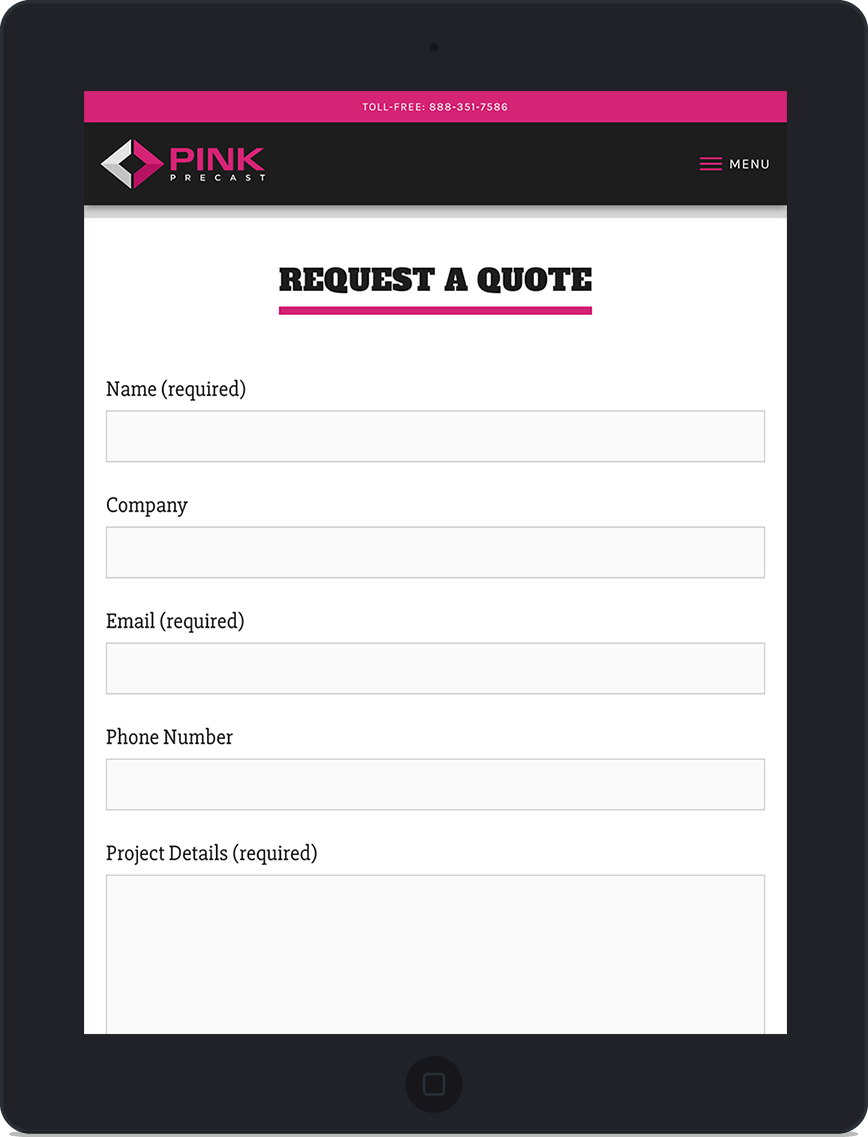 TOLL-FREE: 888-351-7586
PINK
PRECAST
MENU
REQUEST A QUOTE
Name (required)
Company
Email (required)
Phone Number
Project Details (required)